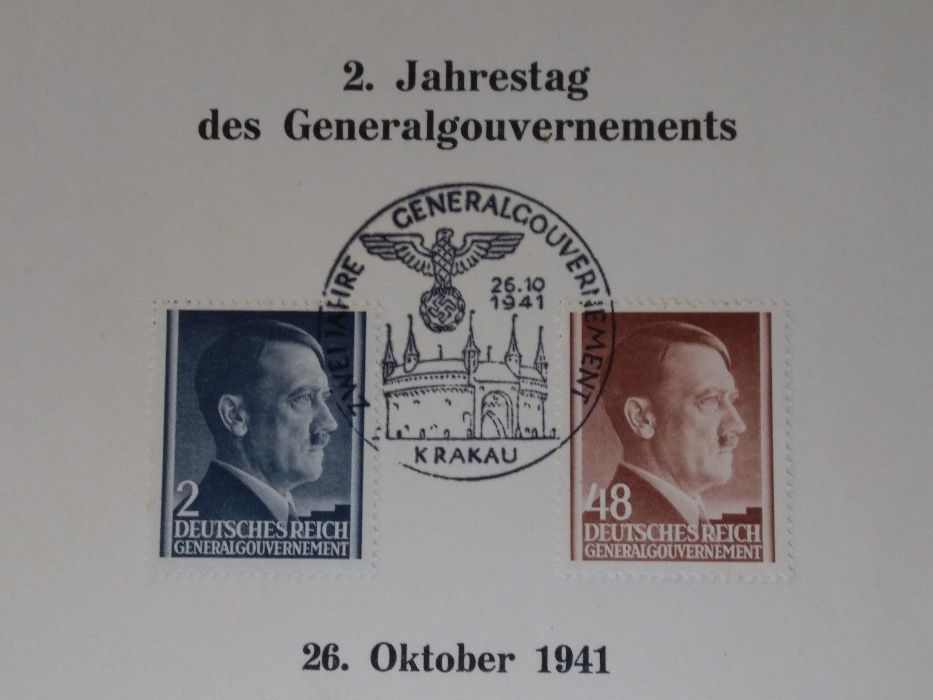 2. Jahrestag
des Generalgouvernements
ZWEI JAHRE GENERALGOUVERNEMENT
26.10
1941
KRAKAU
2
DEUTSCHES REICH
GENERALGOUVERNEMENT
48
DEUTSCHES REICH
GENERALGOUVERNEMENT
26. Oktober 1941